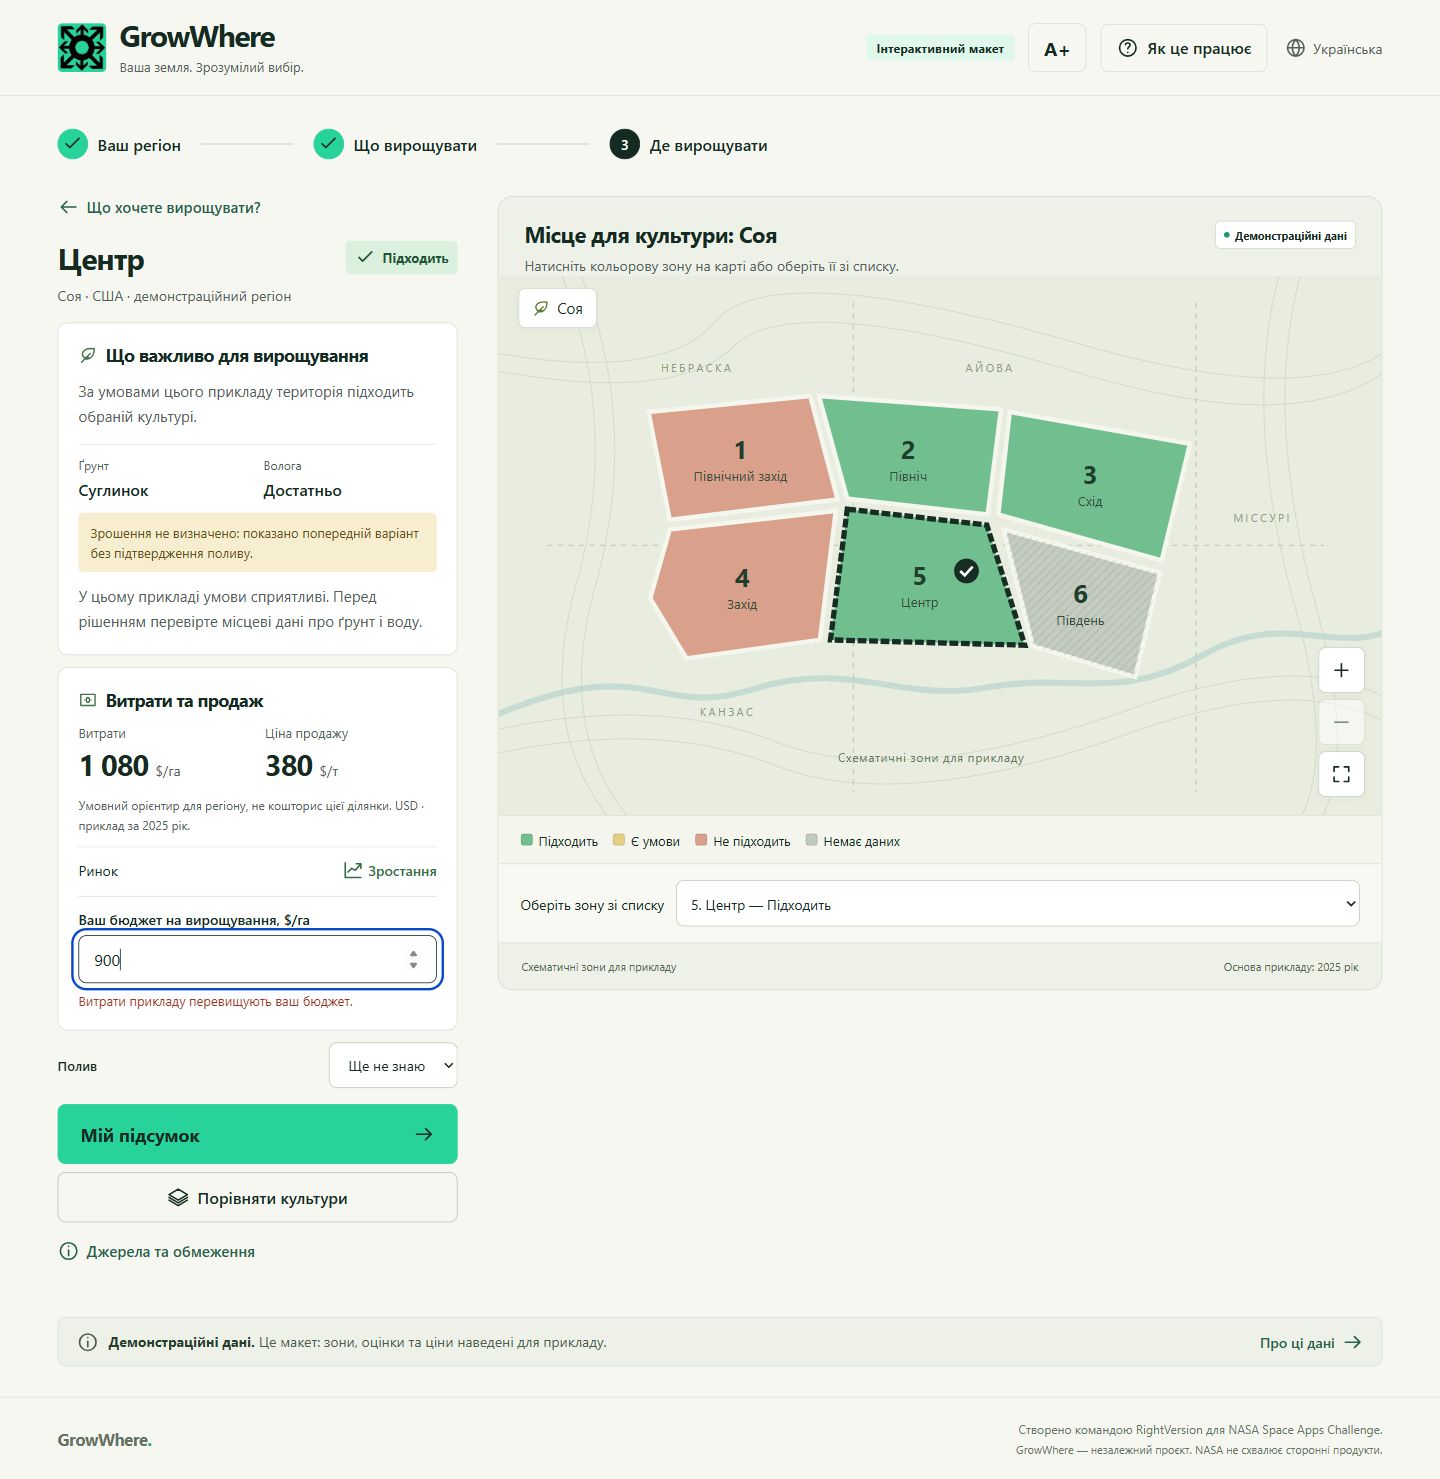 GrowWhere
Ваша земля. Зрозумілий вибір.
Інтерактивний макет
A+
Як це працює
Українська
Ваш регіон
Що вирощувати
3
Де вирощувати
Що хочете вирощувати?
Центр
Підходить
Соя · США · демонстраційний регіон
Що важливо для вирощування
За умовами цього прикладу територія підходить
обраній культурі.
Ґрунт
Волога
Суглинок
Достатньо
Зрошення не визначено: показано попередній варіант
без підтвердження поливу.
У цьому прикладі умови сприятливі. Перед
рішенням перевірте місцеві дані про ґрунт і воду.
Витрати та продаж
Витрати
Ціна продажу
1 080 $/га
380 $/т
Умовний орієнтир для регіону, не кошторис цієї ділянки. USD ·
приклад за 2025 рік.
Ринок
Зростання
Ваш бюджет на вирощування, $/га
900
Витрати прикладу перевищують ваш бюджет.
Полив
Ще не знаю
Мій підсумок
Порівняти культури
Джерела та обмеження
Місце для культури: Соя
Демонстраційні дані
Натисніть кольорову зону на карті або оберіть її зі списку.
Соя
НЕБРАСКА
АЙОВА
1
Північний захід
2
Північ
3
Схід
МІССУРІ
4
Захід
5
Центр
6
Південь
КАНЗАС
Схематичні зони для прикладу
Підходить
Є умови
Не підходить
Немає даних
Оберіть зону зі списку
5. Центр — Підходить
Схематичні зони для прикладу
Основа прикладу: 2025 рік
Демонстраційні дані. Це макет: зони, оцінки та ціни наведені для прикладу.
Про ці дані
GrowWhere.
Створено командою RightVersion для NASA Space Apps Challenge.
GrowWhere — незалежний проєкт. NASA не схвалює сторонні продукти.